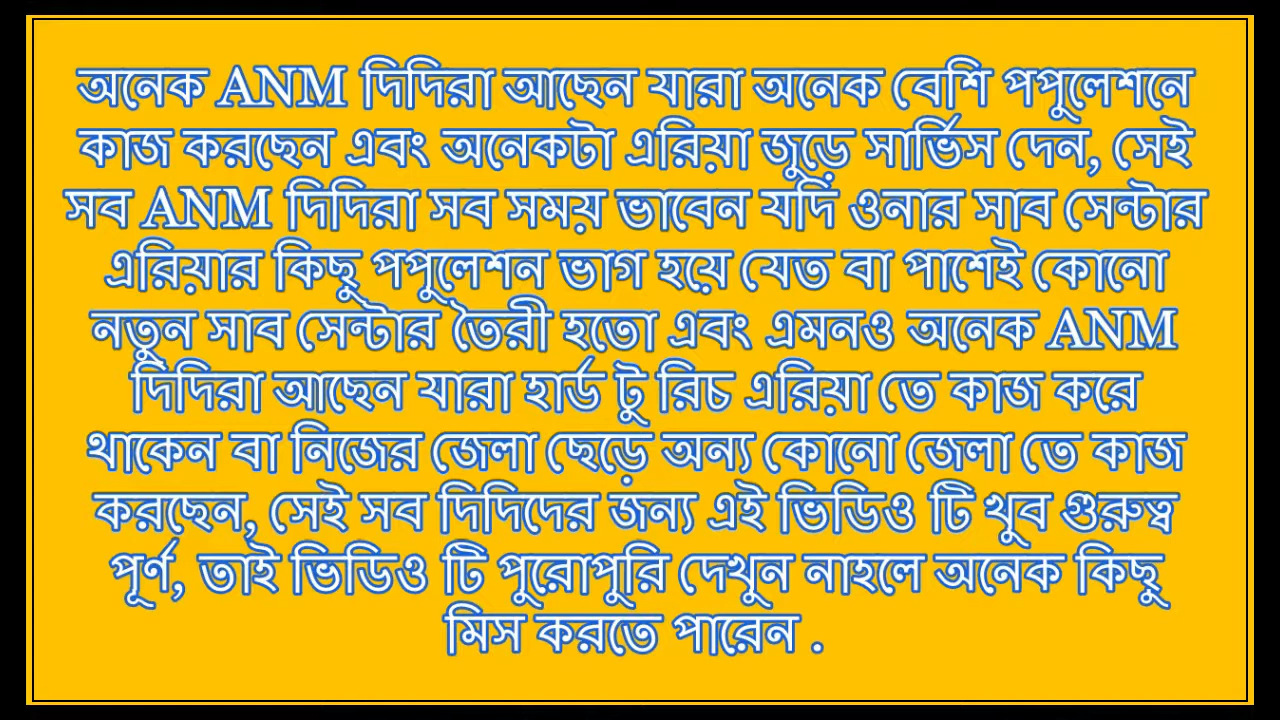 অনেক ANM দিদিরা আছেন যারা অনেক বেশি পপুলেশনে
কাজ করছেন এবং অনেকটা এরিয়া জুড়ে সার্ভিস দেন, সেই
সব ANM দিদিরা সব সময় ভাবেন যদি ওনার সাব সেন্টার
এরিয়ার কিছু পপুলেশন ভাগ হয়ে যেত বা পাশেই কোনো
নতুন সাব সেন্টার তৈরী হতো এবং এমনও অনেক ANM
দিদিরা আছেন যারা হার্ড টু রিচ এরিয়া তে কাজ করে
থাকেন বা নিজের জেলা ছেড়ে অন্য কোনো জেলা তে কাজ
করছেন, সেই সব দিদিদের জন্য এই ভিডিও টি খুব গুরুত্ব
পূর্ণ, তাই ভিডিও টি পুরোপুরি দেখুন নাহলে অনেক কিছু
মিস করতে পারেন .